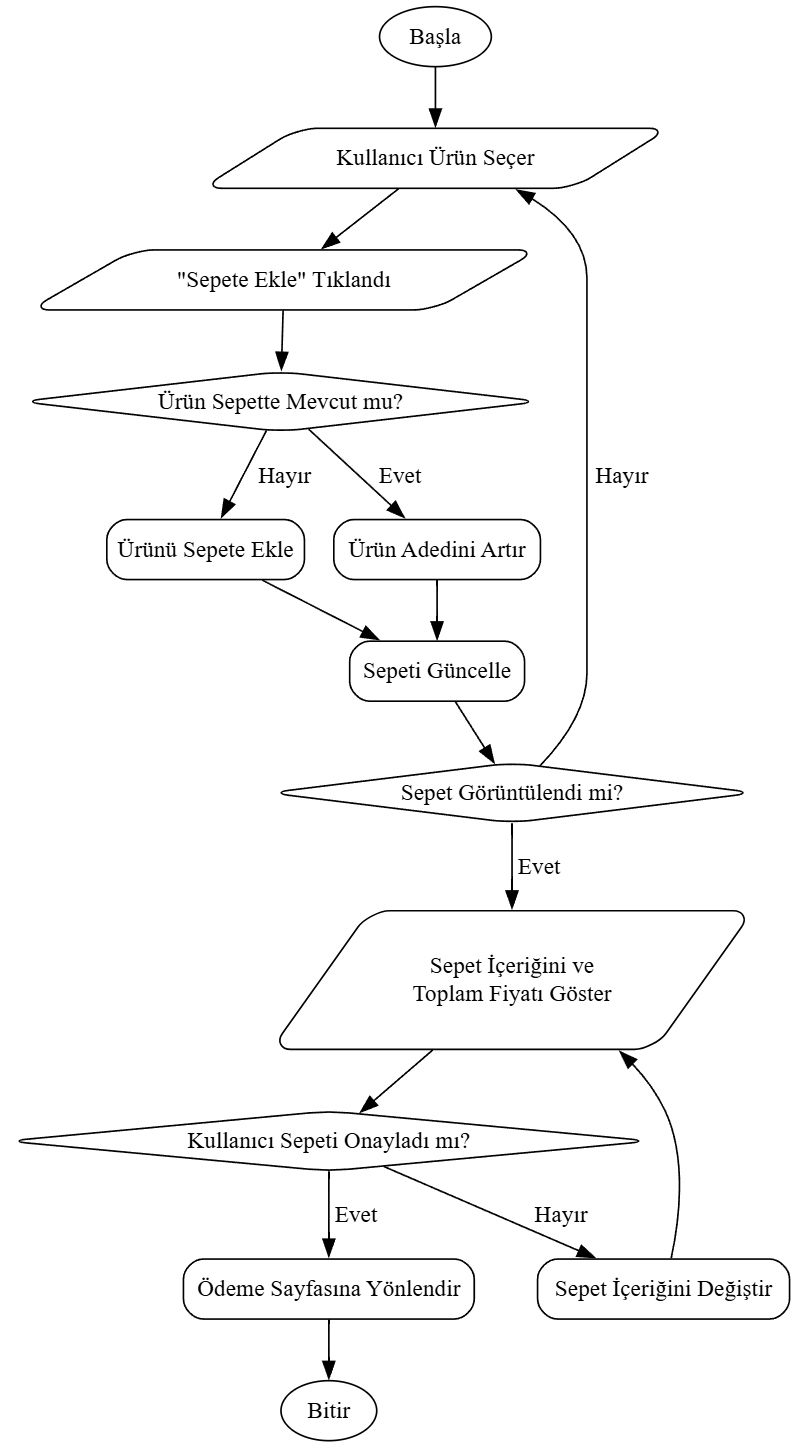 Başla
Kullanıcı Ürün Seçer
"Sepete Ekle" Tıklandı
Ürün Sepette Mevcut mu?
Hayır
Evet
Hayır
Ürünü Sepete Ekle
Ürün Adedini Artır
Sepeti Güncelle
Sepet Görüntülendi mi?
Evet
Sepet İçeriğini ve
Toplam Fiyatı Göster
Kullanıcı Sepeti Onayladı mı?
Evet
Hayır
Ödeme Sayfasına Yönlendir
Sepet İçeriğini Değiştir
Bitir